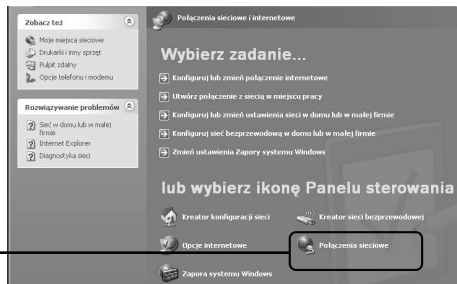 Zobacz też
Moje miejsca sieciowe
Drukarki i inny sprzęt
Pulpit zdalny
Opcje telefonu i modemu
Rozwiązywanie problemów
Sieć w domu lub w małej
firmie
Internet Explorer
Diagnostyka sieci
Połączenia sieciowe i internetowe
Wybierz zadanie...
Konfiguruj lub zmień połączenie internetowe
Utwórz połączenie z siecią w miejscu pracy
Konfiguruj lub zmień ustawienia sieci w domu lub w małej firmie
Konfiguruj sieć bezprzewodową w domu lub w małej firmie
Zmień ustawienia Zapory systemu Windows
lub wybierz ikonę Panelu sterowania
Kreator konfiguracji sieci
Kreator sieci bezprzewodowej
Opcje internetowe
Połączenia sieciowe
Zapora systemu Windows